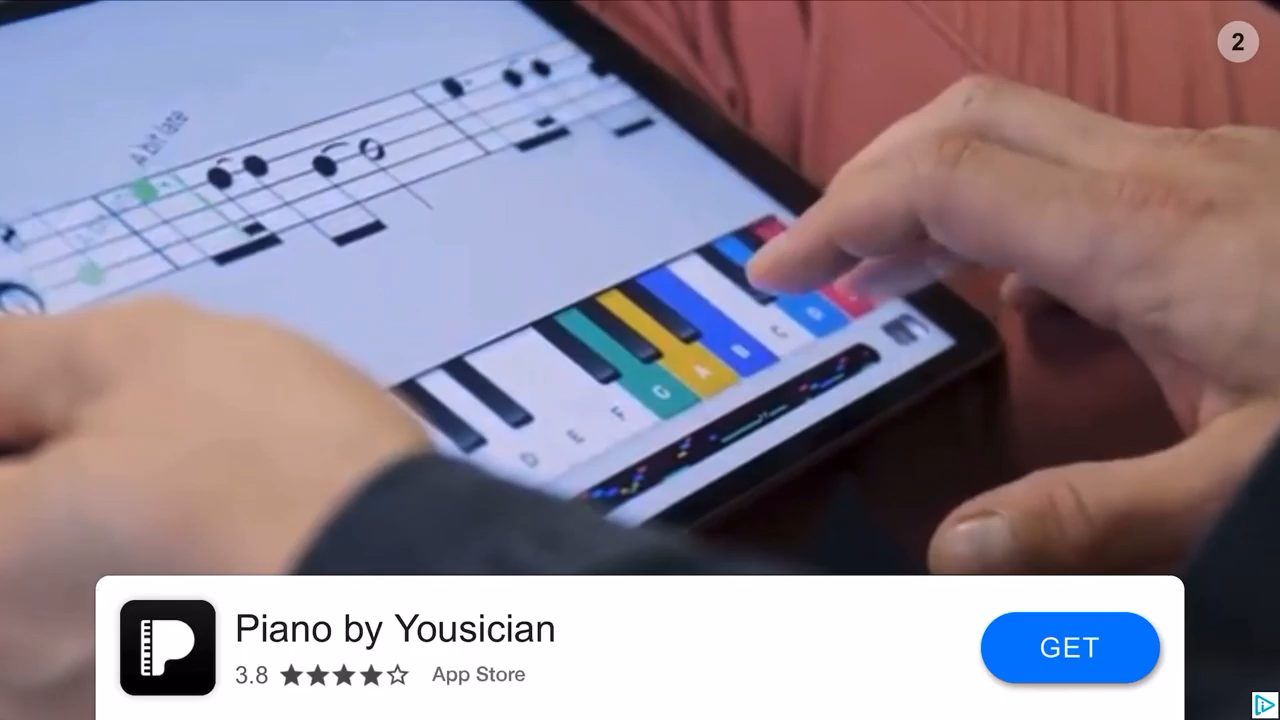 2
A bit late
D
E
F
G
A
B
C
D
Piano by Yousician
3.8 App Store
GET